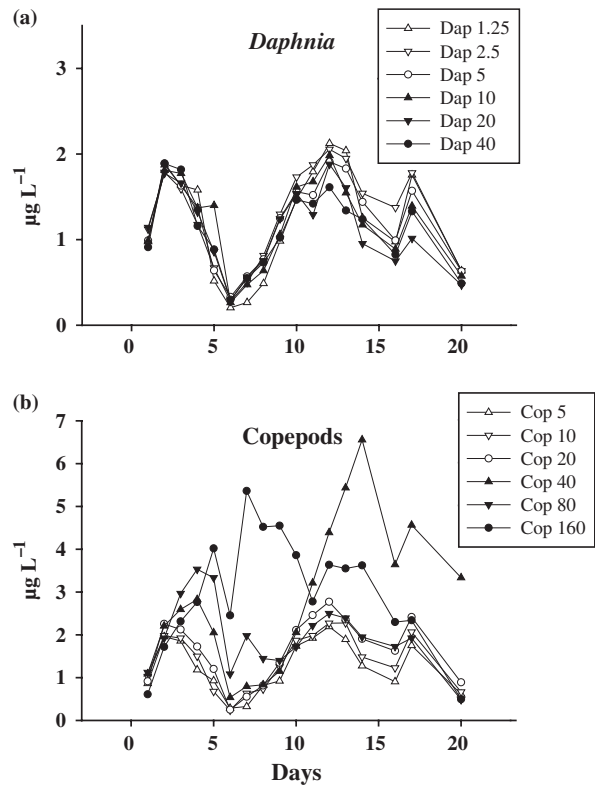 (a)
Daphnia
Dap 1.25
Dap 2.5
Dap 5
Dap 10
Dap 20
Dap 40
3
2
1
0
µg L⁻¹
0 5 10 15 20
(b)
Copepods
Cop 5
Cop 10
Cop 20
Cop 40
Cop 80
Cop 160
7
6
5
4
3
2
1
0
µg L⁻¹
0 5 10 15 20
Days